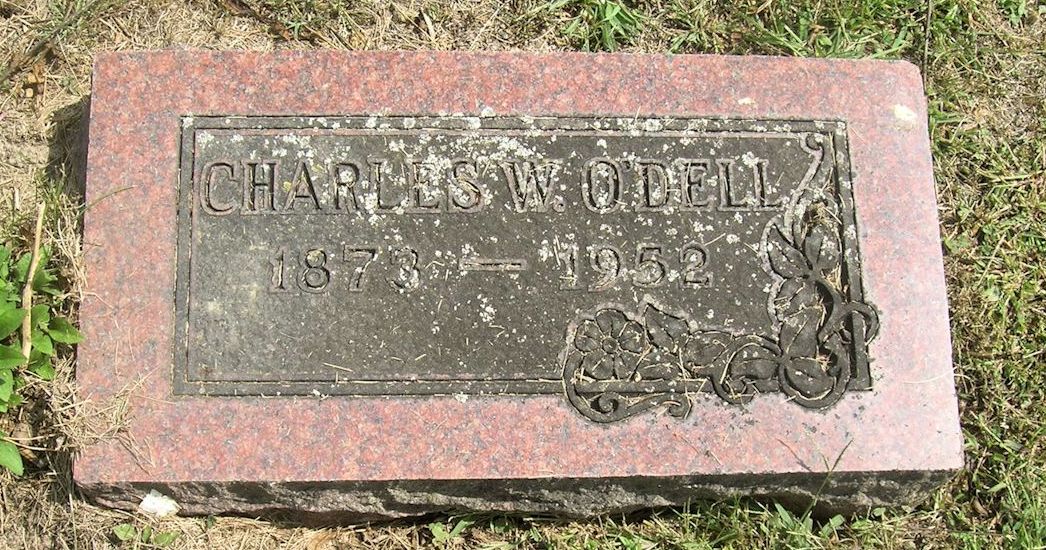 CHARLES W. O'DELL
1873 — 1952